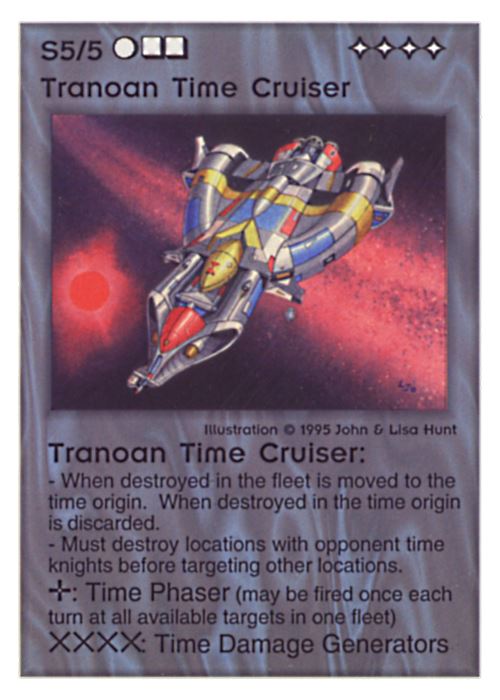 S5/5
Tranoan Time Cruiser
Illustration © 1995 John & Lisa Hunt
Tranoan Time Cruiser:
- When destroyed in the fleet is moved to the
time origin. When destroyed in the time origin
is discarded.
- Must destroy locations with opponent time
knights before targeting other locations.
✛: Time Phaser (may be fired once each
turn at all available targets in one fleet)
XXXX: Time Damage Generators